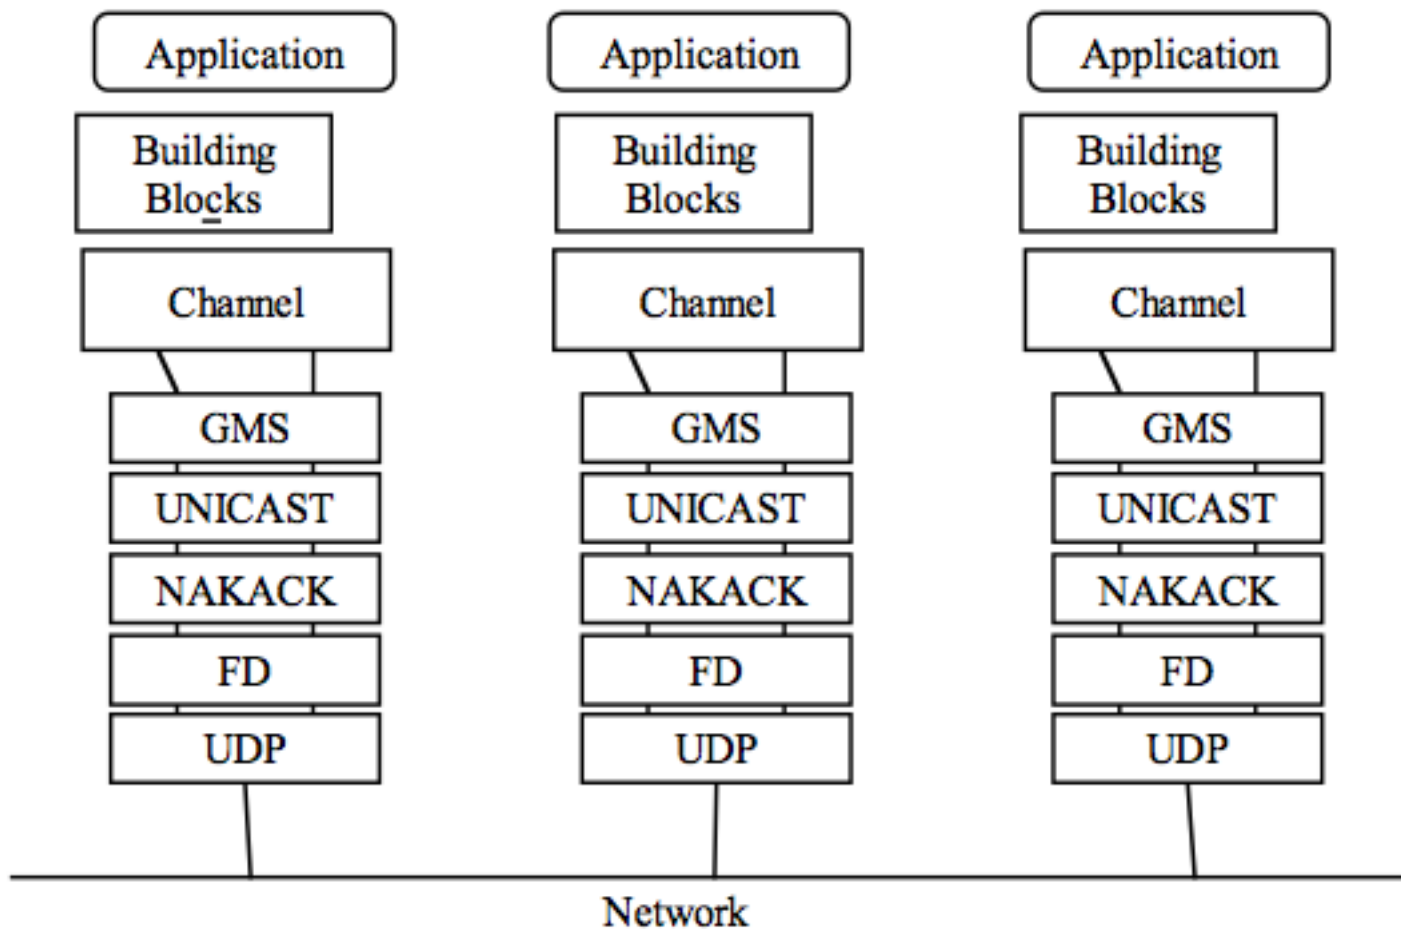 Application
Application
Application
Building
Blocks
Building
Blocks
Building
Blocks
Channel
Channel
Channel
GMS
GMS
GMS
UNICAST
UNICAST
UNICAST
NAKACK
NAKACK
NAKACK
FD
FD
FD
UDP
UDP
UDP
Network